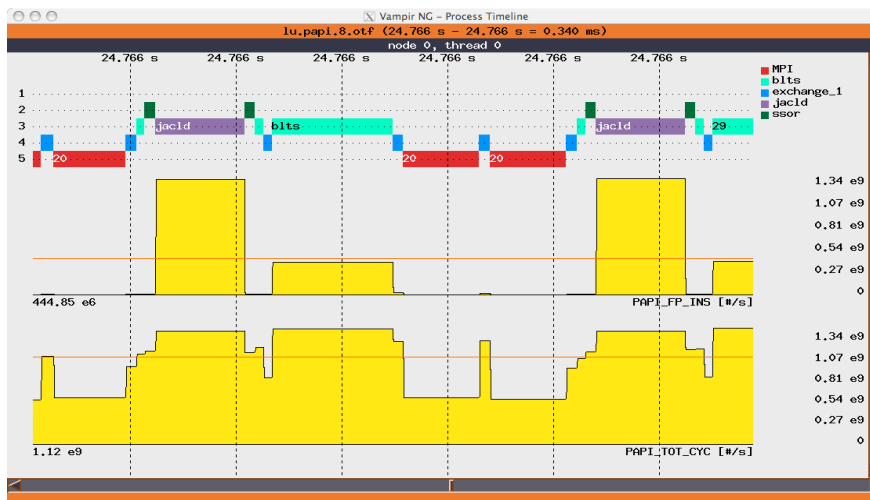 Vampir NG - Process Timeline
lu.papi.8.otf (24.766 s - 24.766 s = 0.340 ms)
node 0, thread 0
24.766 s 24.766 s 24.766 s 24.766 s 24.766 s 24.766 s
MPI
blts
exchange_1
jacld
ssor
1
2
3 jacld blts jacld 29
4
5 20 20 20
1.34 e9
1.07 e9
0.81 e9
0.54 e9
0.27 e9
0
444.85 e6 PAPI_FP_INS [#/s]
1.34 e9
1.07 e9
0.81 e9
0.54 e9
0.27 e9
0
1.12 e9 PAPI_TOT_CYC [#/s]